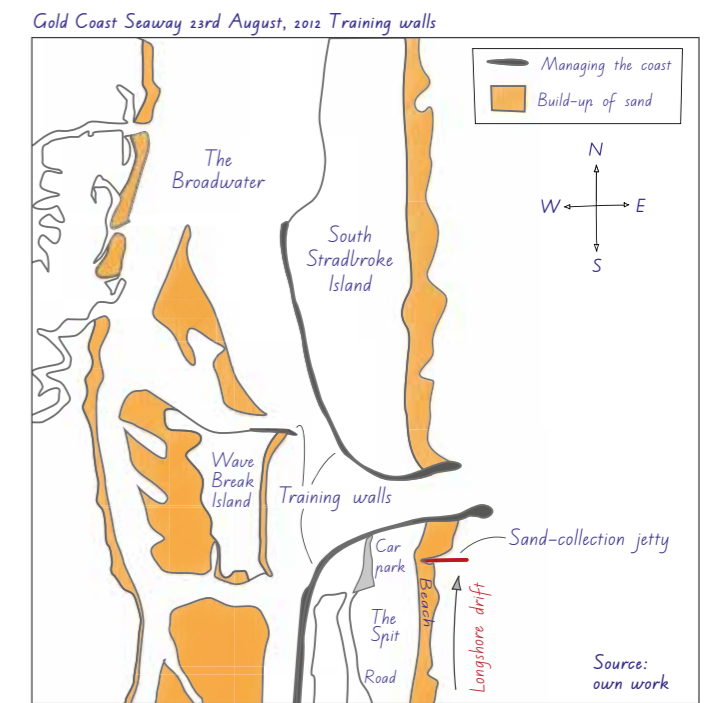 Gold Coast Seaway 23rd August, 2012 Training walls
Managing the coast
Build-up of sand
N
W
E
S
The
Broadwater
South
Stradbroke
Island
Wave
Break
Island
Training walls
Car
park
Sand-collection jetty
Beach
Longshore drift
The
Spit
Road
Source:
own work